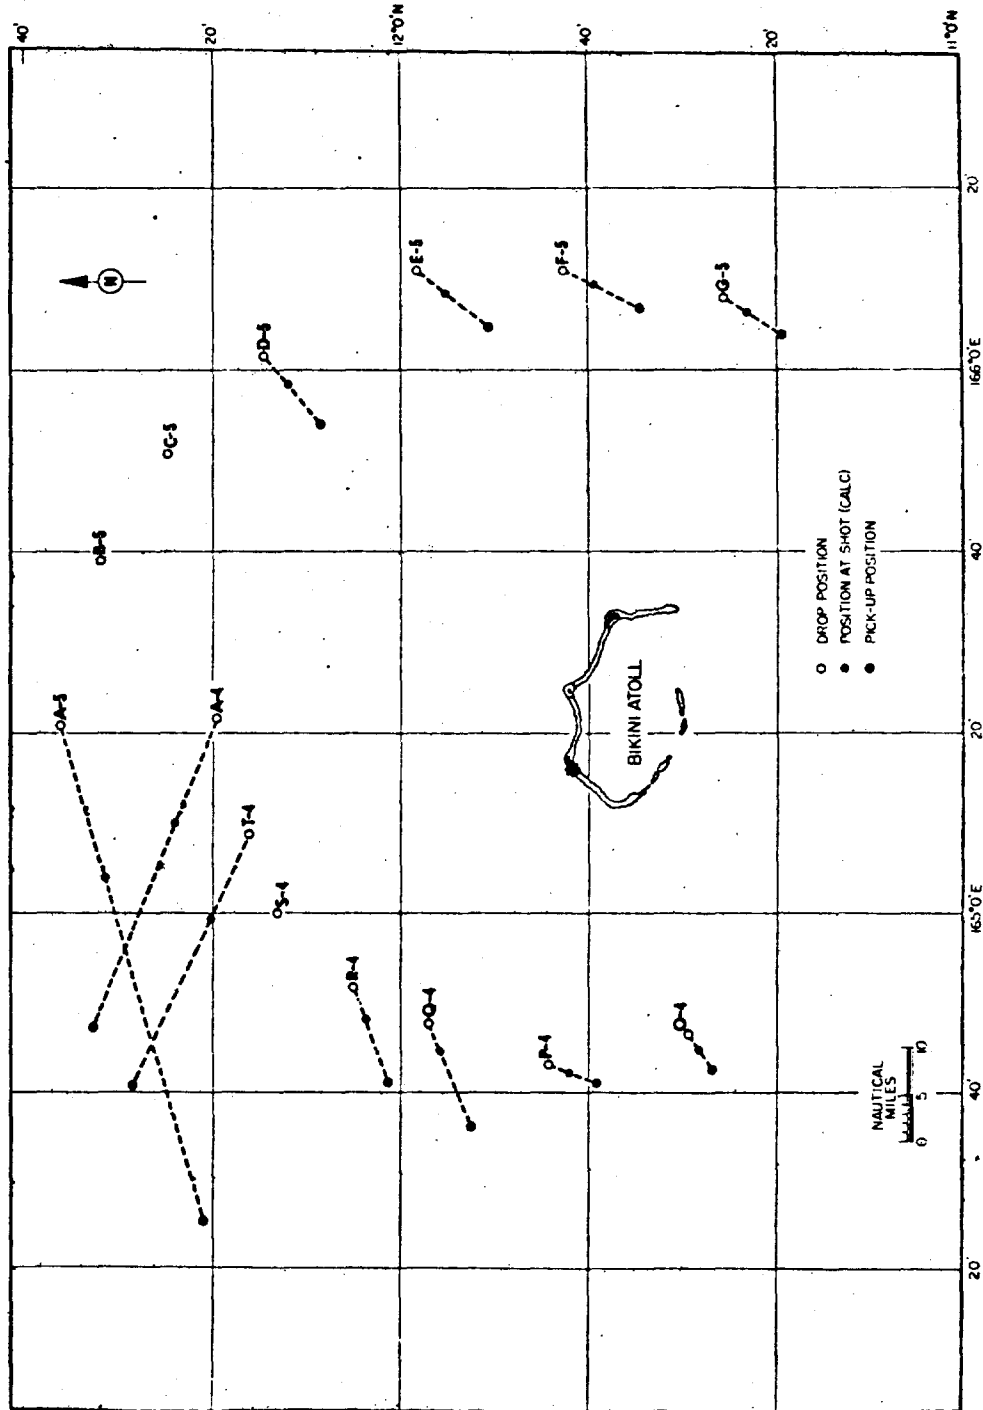 40'
A-5
B-5
N
C-5
20'
A-4
T-4
D-5
S-4
R-4
12°0'N
E-5
Q-4
P-4
F-5
40'
BIKINI ATOLL
O-4
G-5
20'
○ DROP POSITION
● POSITION AT SHOT (CALC)
● PICK-UP POSITION
NAUTICAL
MILES
0 5 10
11°0'N
20' 40' 165°0'E 20' 40' 166°0'E 20'